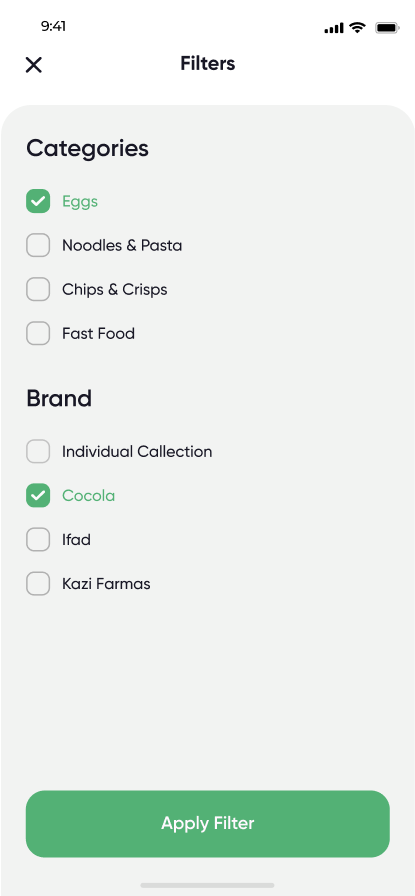 9:41
Filters
Categories
Eggs
Noodles & Pasta
Chips & Crisps
Fast Food
Brand
Individual Callection
Cocola
Ifad
Kazi Farmas
Apply Filter